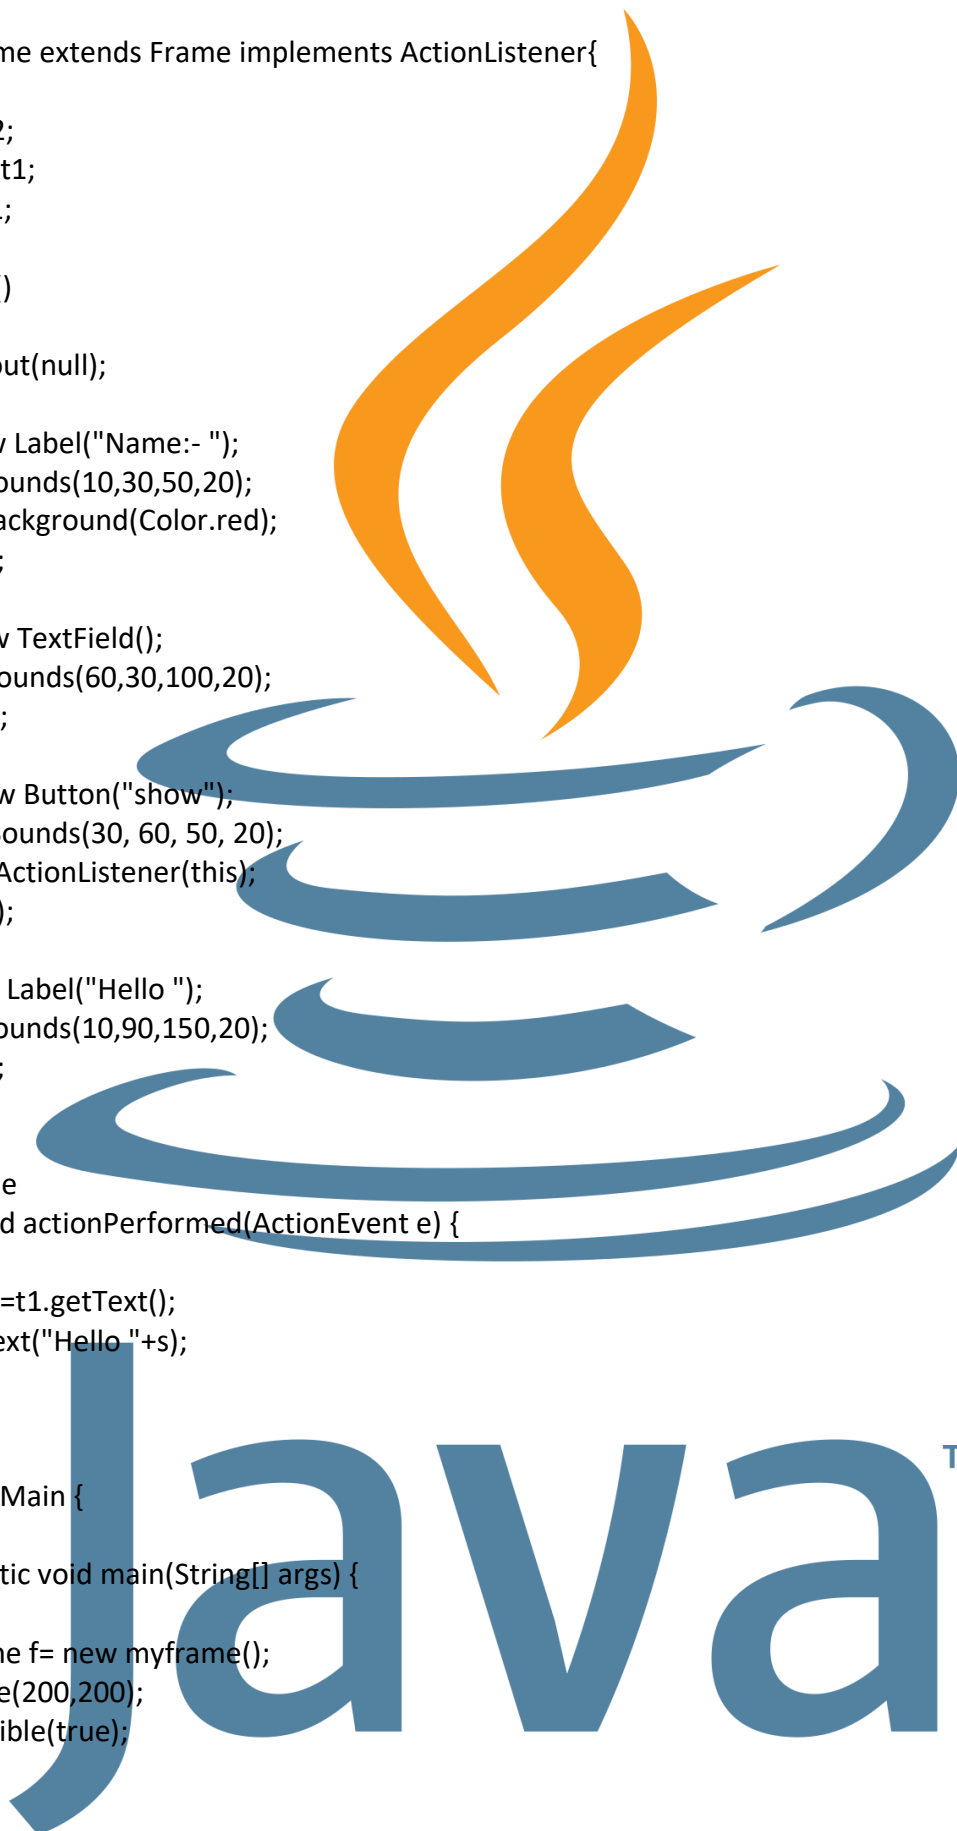 me extends Frame implements ActionListener{
2;
t1;
;
()
out(null);
w Label("Name:- ");
ounds(10,30,50,20);
ackground(Color.red);
;
w TextField();
ounds(60,30,100,20);
;
w Button("show");
ounds(30, 60, 50, 20);
ActionListener(this);
);
Label("Hello ");
ounds(10,90,150,20);
;
e
d actionPerformed(ActionEvent e) {
=t1.getText();
ext("Hello "+s);
Main {
tic void main(String[] args) {
ne f= new myframe();
e(200,200);
ible(true);
Java
T